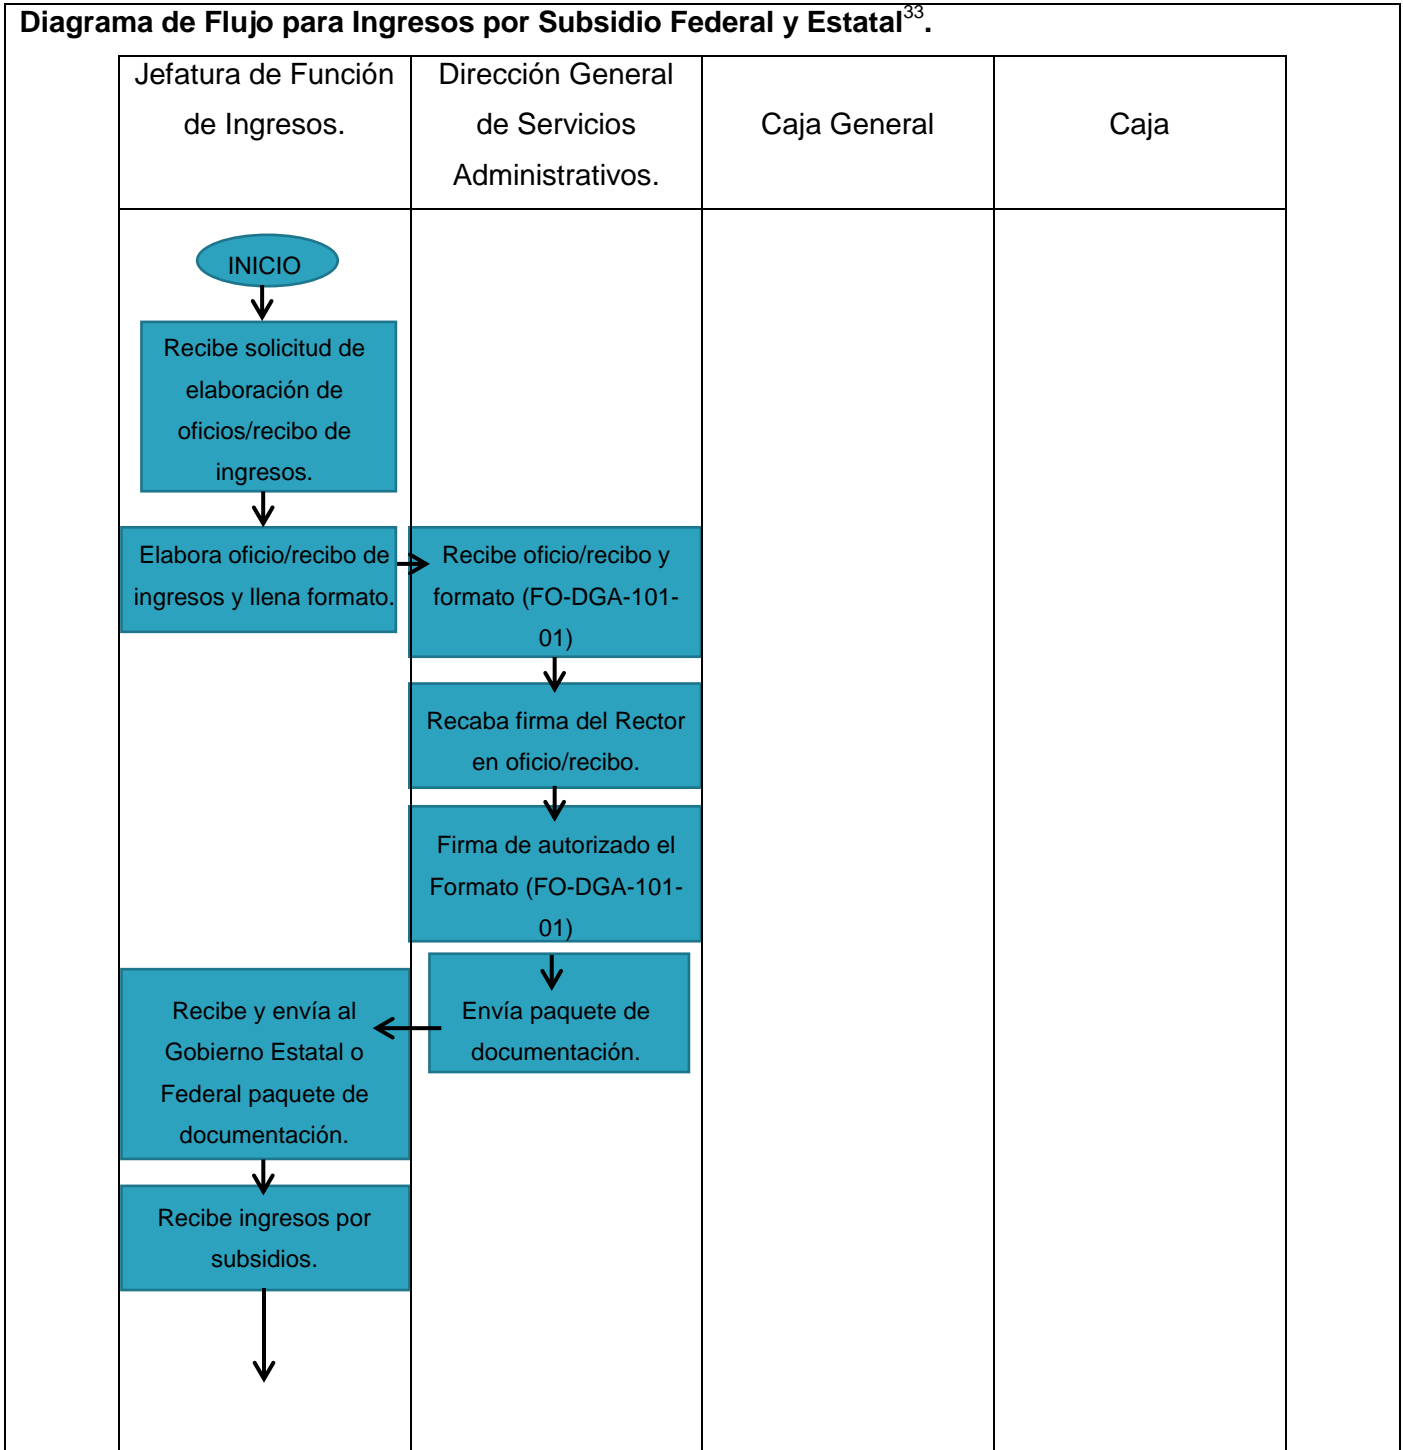 Diagrama de Flujo para Ingresos por Subsidio Federal y Estatal33.
Jefatura de Función
de Ingresos.
Dirección General
de Servicios
Administrativos.
Caja General
Caja
INICIO
Recibe solicitud de
elaboración de
oficios/recibo de
ingresos.
Elabora oficio/recibo de
ingresos y llena formato.
Recibe oficio/recibo y
formato (FO-DGA-101-
01)
Recaba firma del Rector
en oficio/recibo.
Firma de autorizado el
Formato (FO-DGA-101-
01)
Envía paquete de
documentación.
Recibe y envía al
Gobierno Estatal o
Federal paquete de
documentación.
Recibe ingresos por
subsidios.